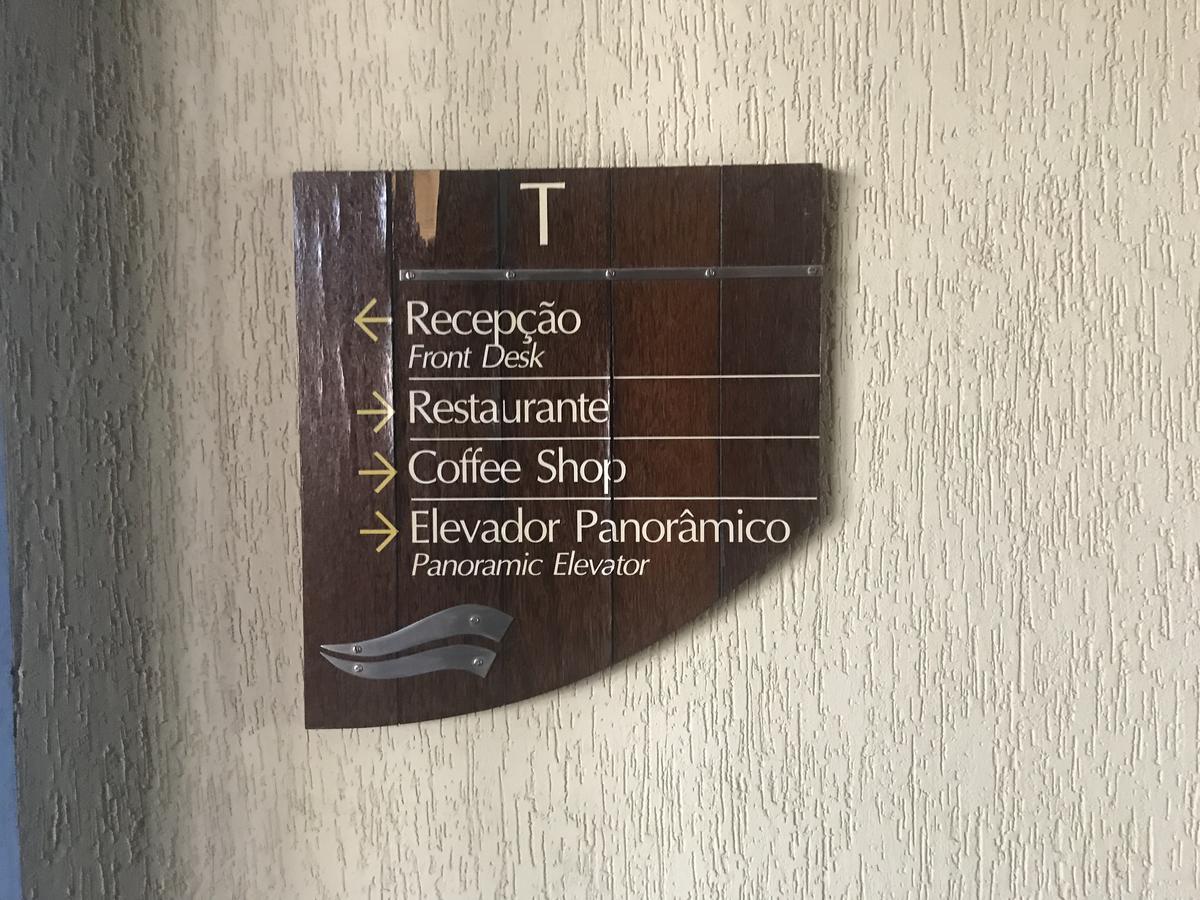 T
Recepção
Front Desk
Restaurante
Coffee Shop
Elevador Panorâmico
Panoramic Elevator